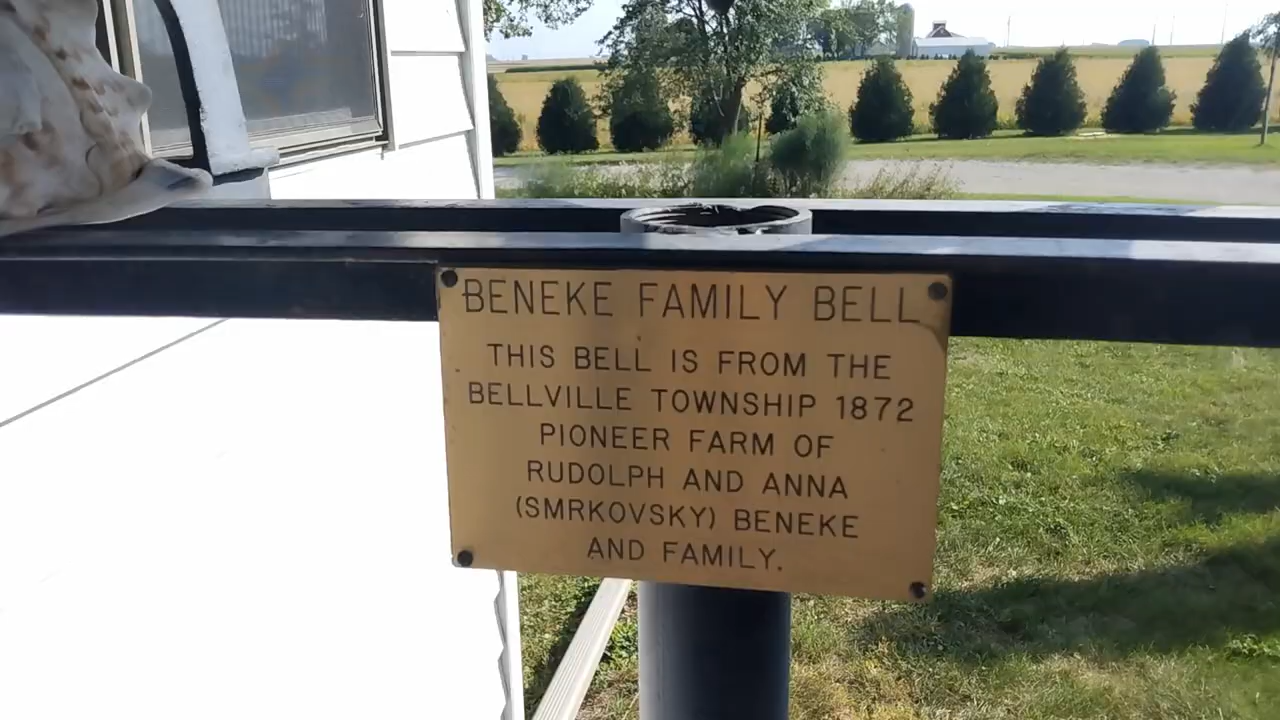 BENEKE FAMILY BELL
THIS BELL IS FROM THE
BELLVILLE TOWNSHIP 1872
PIONEER FARM OF
RUDOLPH AND ANNA
(SMRKOVSKY) BENEKE
AND FAMILY.